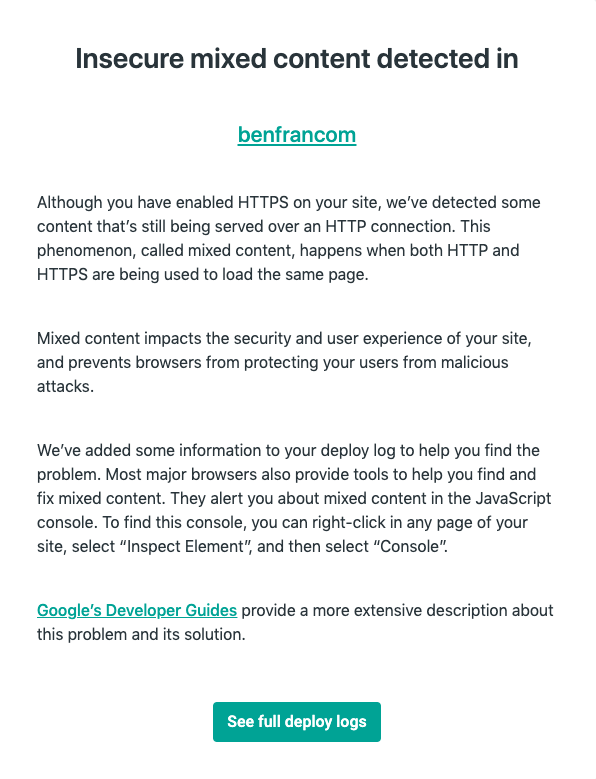 Insecure mixed content detected in
benfrancom
Although you have enabled HTTPS on your site, we’ve detected some
content that’s still being served over an HTTP connection. This
phenomenon, called mixed content, happens when both HTTP and
HTTPS are being used to load the same page.
Mixed content impacts the security and user experience of your site,
and prevents browsers from protecting your users from malicious
attacks.
We’ve added some information to your deploy log to help you find the
problem. Most major browsers also provide tools to help you find and
fix mixed content. They alert you about mixed content in the JavaScript
console. To find this console, you can right-click in any page of your
site, select “Inspect Element”, and then select “Console”.
Google’s Developer Guides provide a more extensive description about
this problem and its solution.
See full deploy logs